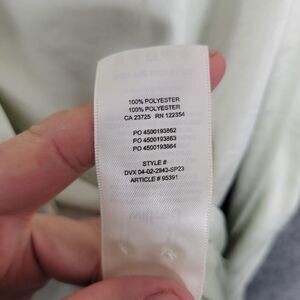 100% POLYESTER
100% POLYESTER
CA 23725 RN 122354
PO 4500193862
PO 4500193863
PO 4500193864
STYLE #
DVX 04-02-2943-SP23
ARTICLE # 95391